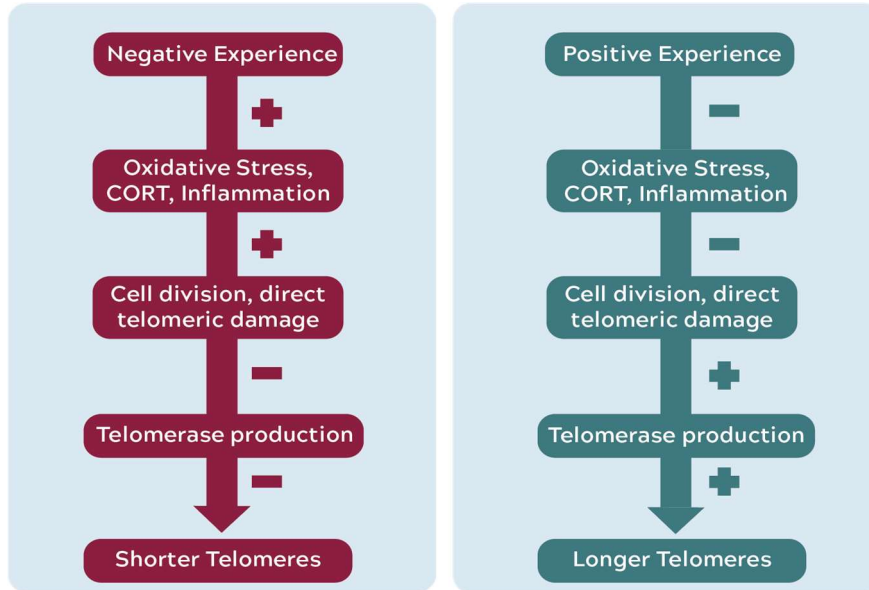 Negative Experience
Oxidative Stress,
CORT, Inflammation
Cell division, direct
telomeric damage
Telomerase production
Shorter Telomeres
Positive Experience
Oxidative Stress,
CORT, Inflammation
Cell division, direct
telomeric damage
Telomerase production
Longer Telomeres